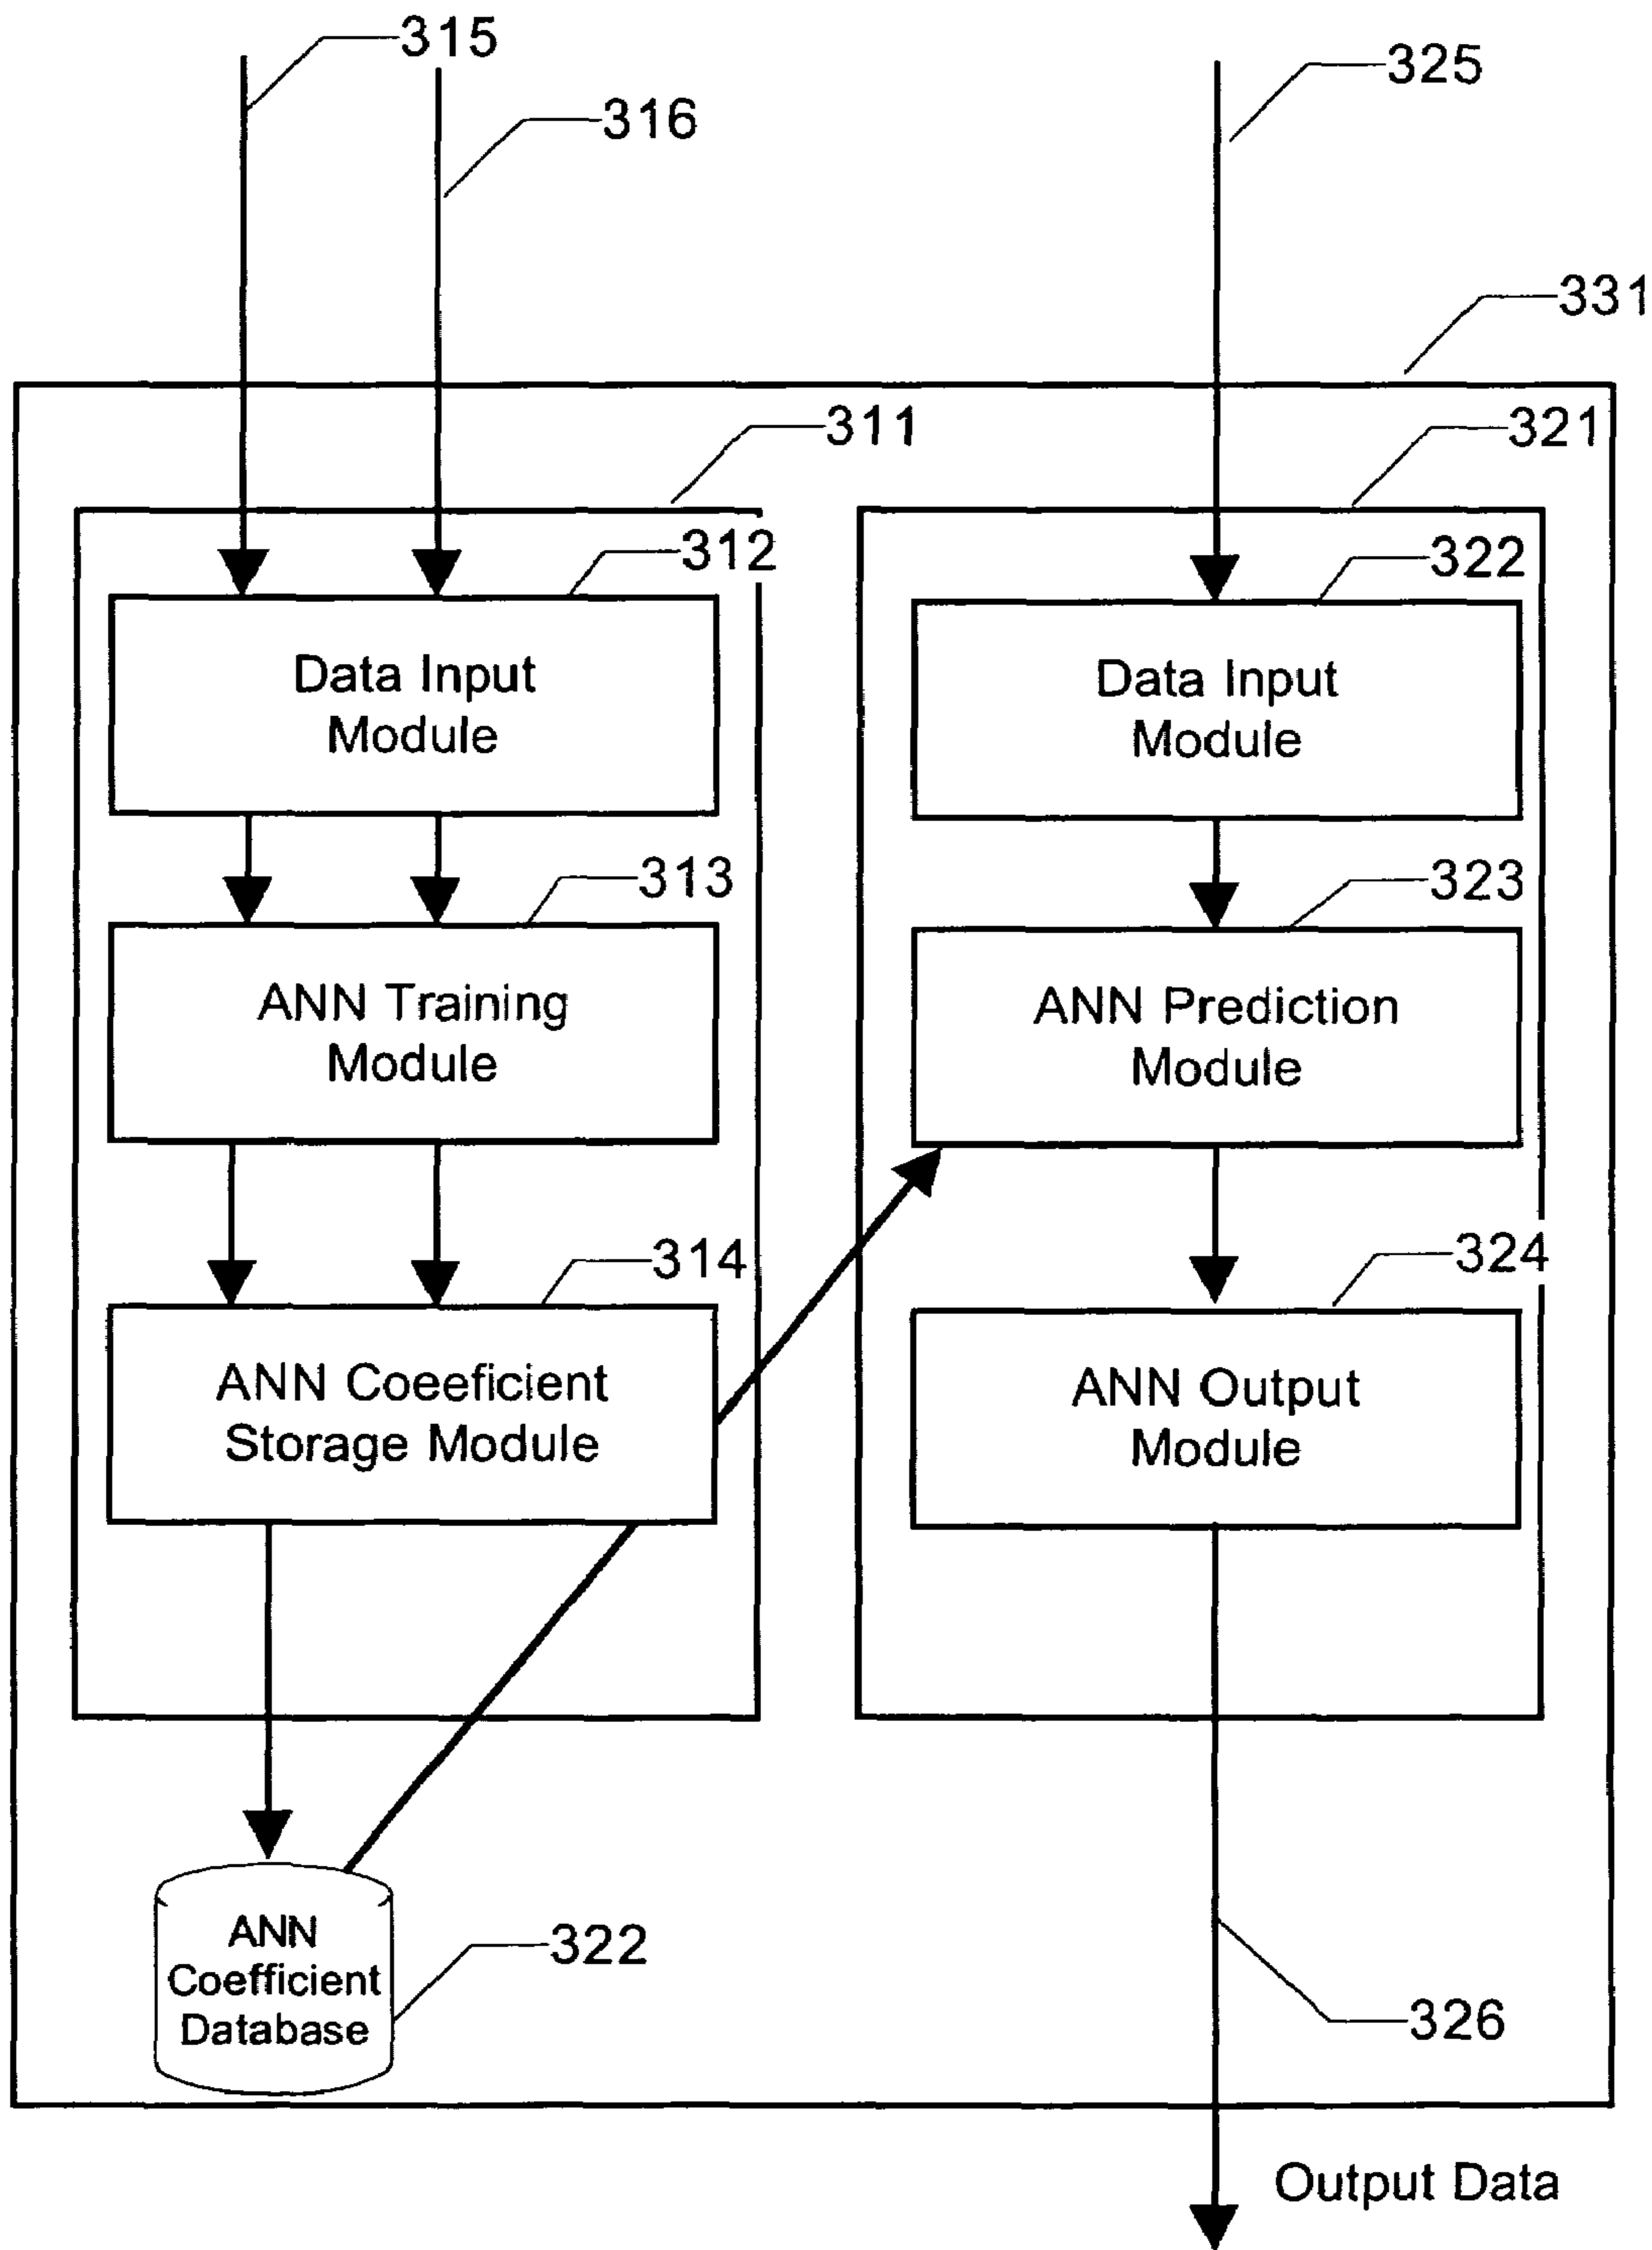 315
325
316
331
311
321
312
322
Data Input
Module
Data Input
Module
313
323
ANN Training
Module
ANN Prediction
Module
314
324
ANN Coeeficient
Storage Module
ANN Output
Module
ANN
Coefficient
Database
322
326
Output Data